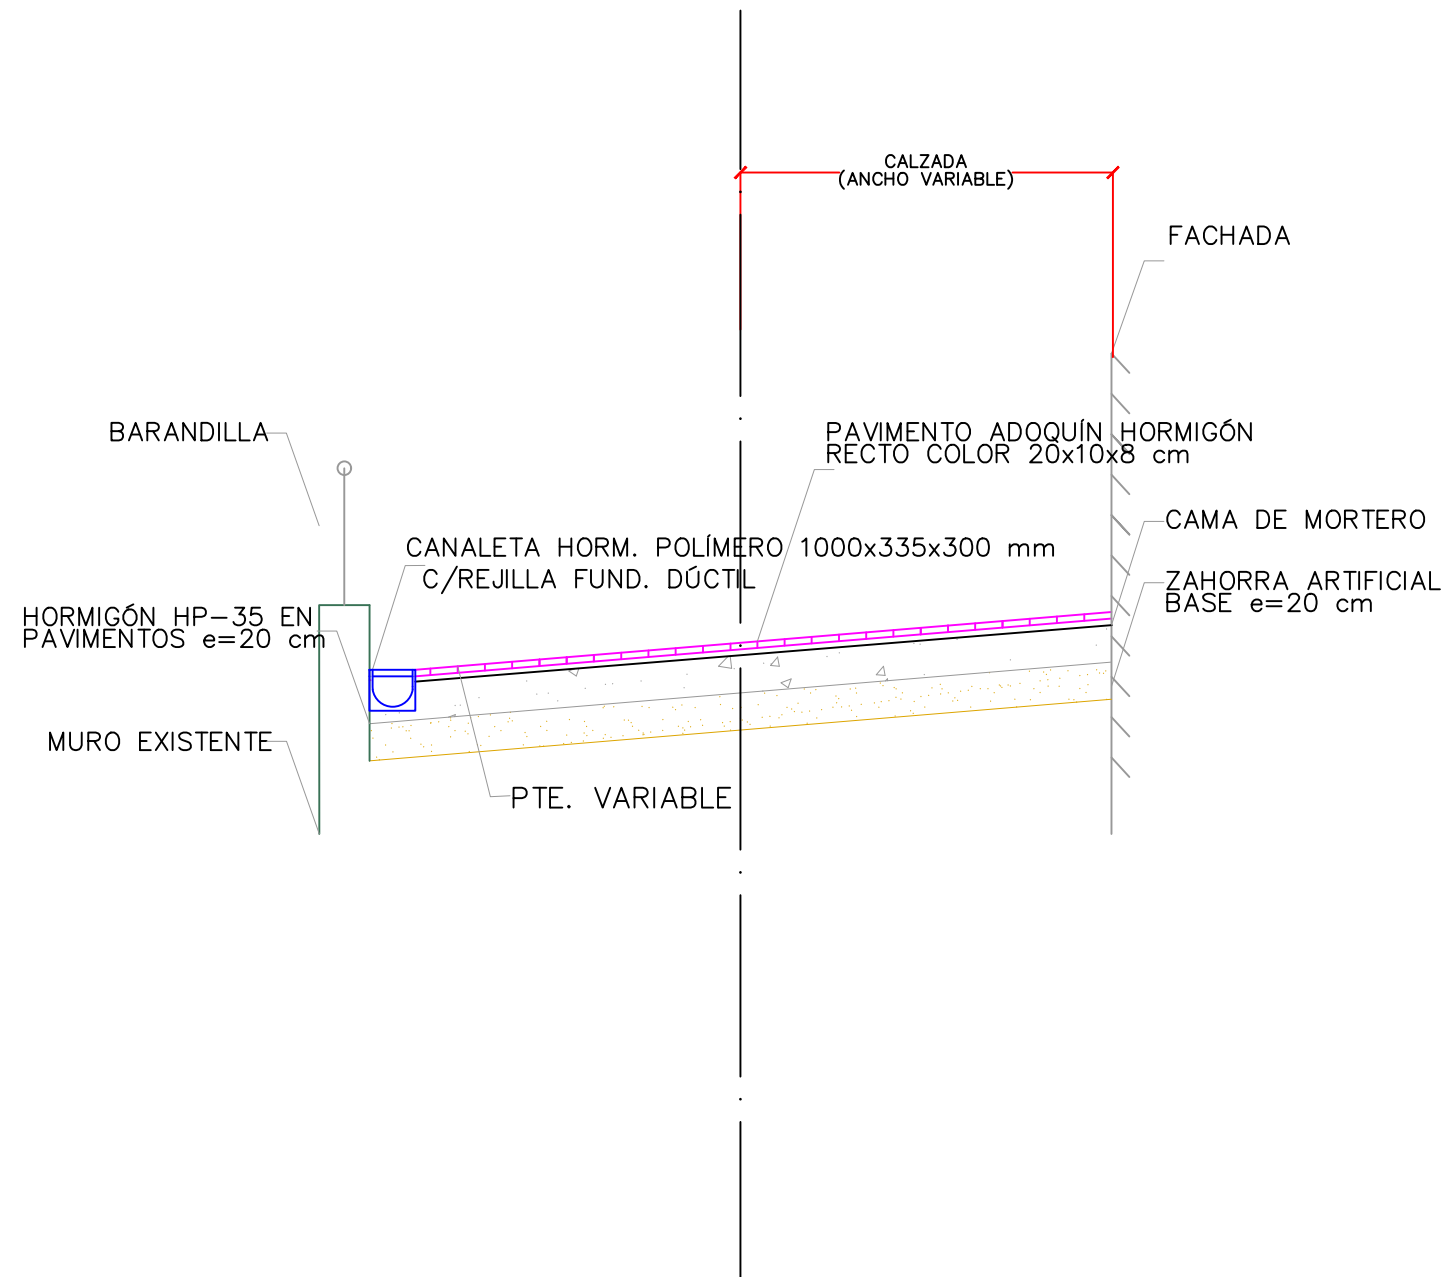 CALZADA
(ANCHO VARIABLE)
FACHADA
BARANDILLA
PAVIMENTO ADOQUÍN HORMIGÓN
RECTO COLOR 20x10x8 cm
CAMA DE MORTERO
CANALETA HORM. POLÍMERO 1000x335x300 mm
C/REJILLA FUND. DÚCTIL
ZAHORRA ARTIFICIAL
BASE e=20 cm
HORMIGÓN HP-35 EN
PAVIMENTOS e=20 cm
MURO EXISTENTE
PTE. VARIABLE